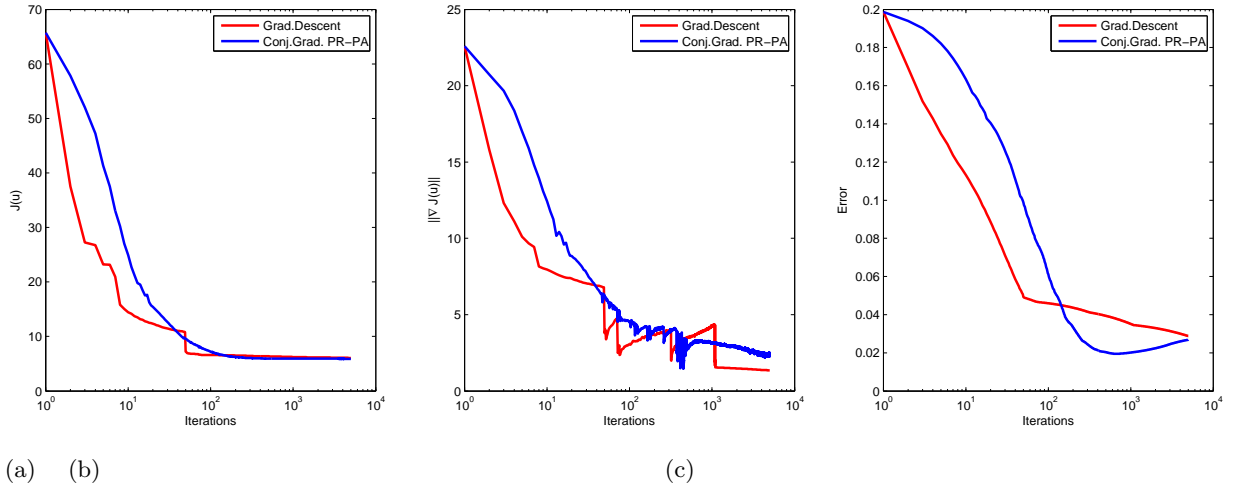 70
60
50
40
30
20
10
0
J(u)
10^0 10^1 10^2 10^3 10^4
Iterations
Grad.Descent
Conj.Grad. PR−PA
25
20
15
10
5
0
||∇ J(u)||
10^0 10^1 10^2 10^3 10^4
Iterations
Grad.Descent
Conj.Grad. PR−PA
0.2
0.18
0.16
0.14
0.12
0.1
0.08
0.06
0.04
0.02
0
Error
10^0 10^1 10^2 10^3 10^4
Iterations
Grad.Descent
Conj.Grad. PR−PA
(a) (b) (c)